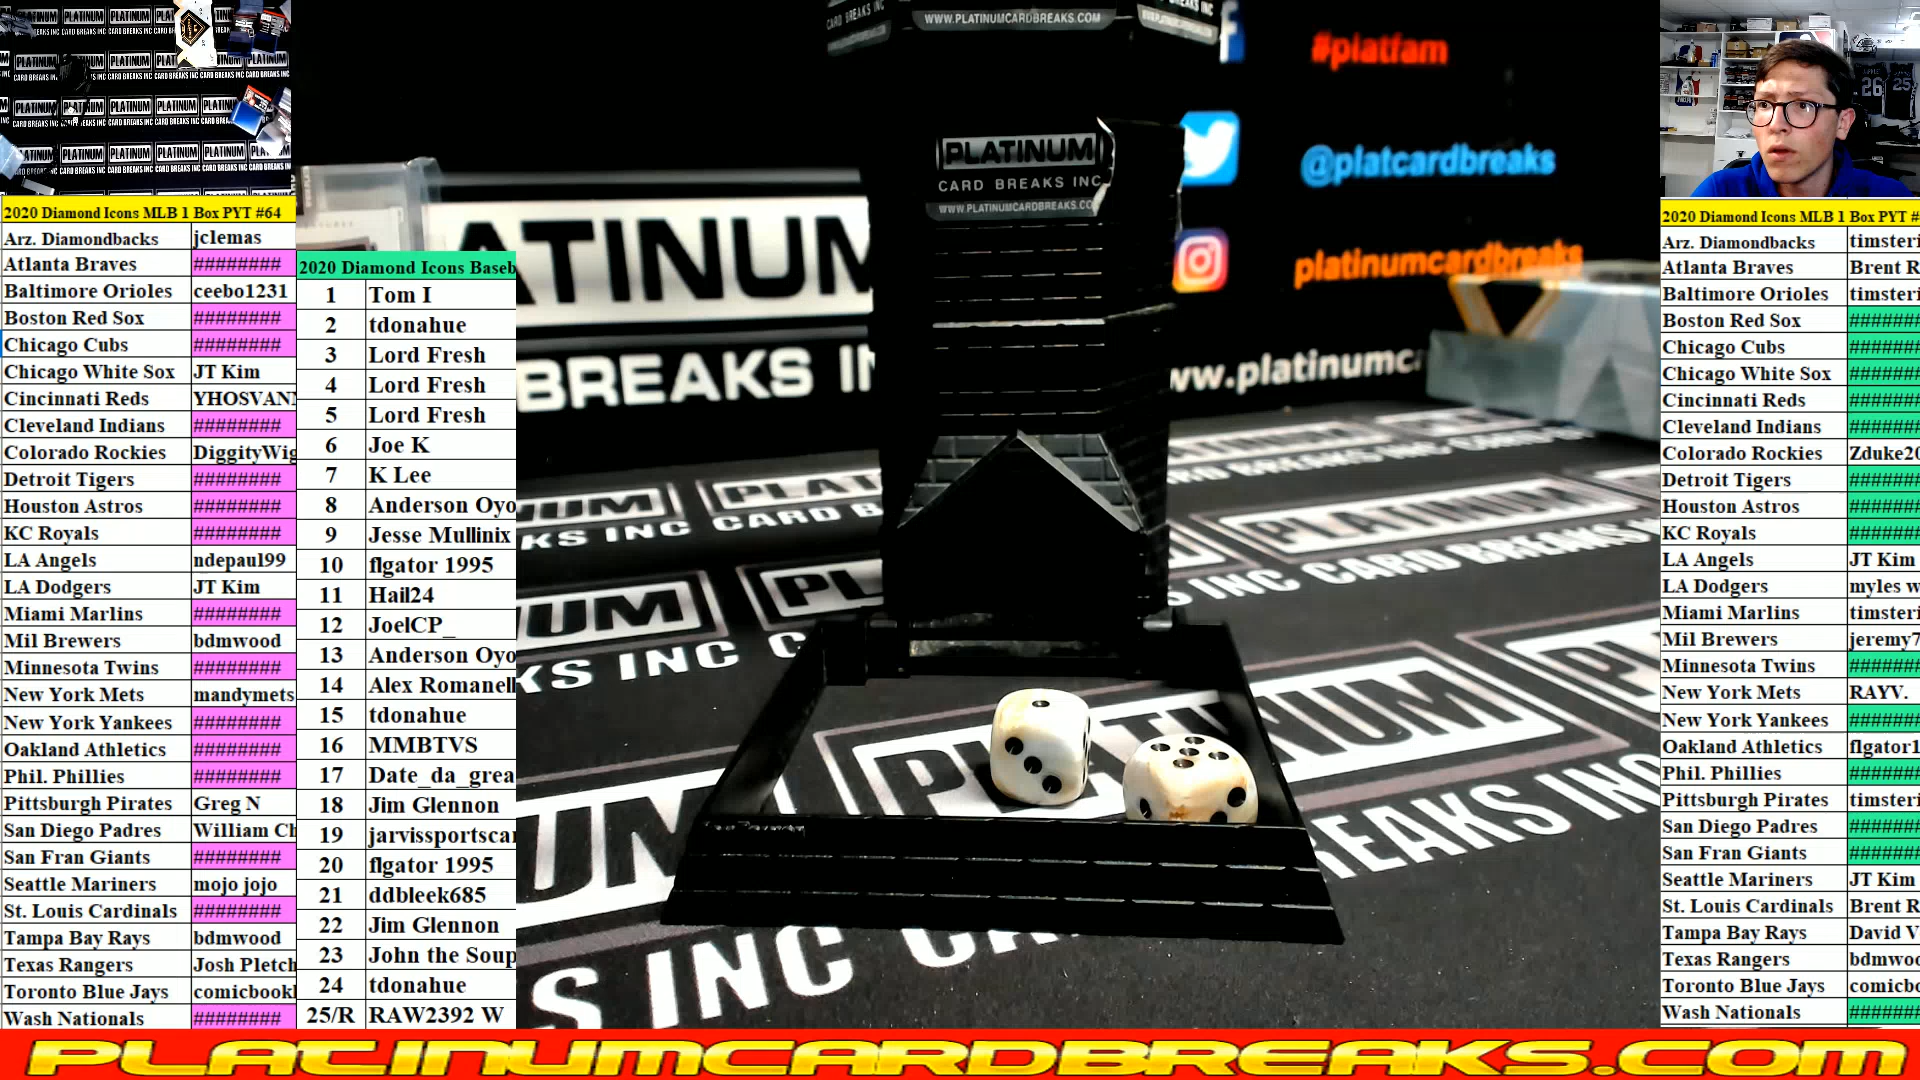 2020 Diamond Icons MLB 1 Box PYT #64
Arz. Diamondbacks jclemas
Atlanta Braves ########
Baltimore Orioles ceebo1231
Boston Red Sox ########
Chicago Cubs ########
Chicago White Sox JT Kim
Cincinnati Reds YHOSVANN
Cleveland Indians ########
Colorado Rockies DiggityWig
Detroit Tigers ########
Houston Astros ########
KC Royals ########
LA Angels ndepaul99
LA Dodgers JT Kim
Miami Marlins ########
Mil Brewers bdmwood
Minnesota Twins ########
New York Mets mandymets
New York Yankees ########
Oakland Athletics ########
Phil. Phillies ########
Pittsburgh Pirates Greg N
San Diego Padres William Ch
San Fran Giants ########
Seattle Mariners mojo jojo
St. Louis Cardinals ########
Tampa Bay Rays bdmwood
Texas Rangers Josh Pletch
Toronto Blue Jays comicbook
Wash Nationals ########
2020 Diamond Icons Baseb
1 Tom I
2 tdonahue
3 Lord Fresh
4 Lord Fresh
5 Lord Fresh
6 Joe K
7 K Lee
8 Anderson Oyo
9 Jesse Mullinix
10 flgator 1995
11 Hail24
12 JoelCP_
13 Anderson Oyo
14 Alex Romanell
15 tdonahue
16 MMBTVS
17 Date_da_grea
18 Jim Glennon
19 jarvissportscar
20 flgator 1995
21 ddbleek685
22 Jim Glennon
23 John the Soup
24 tdonahue
25/R RAW2392 W
WWW.PLATINUMCARDBREAKS.COM
#platfam
PLATINUM
CARD BREAKS INC
WWW.PLATINUMCARDBREAKS.CO
@platcardbreaks
platinumcardbreaks
ATINUM
BREAKS IN
www.platinumc
2020 Diamond Icons MLB 1 Box PYT #
Arz. Diamondbacks timsteri
Atlanta Braves Brent R
Baltimore Orioles timsteri
Boston Red Sox #######
Chicago Cubs #######
Chicago White Sox #######
Cincinnati Reds #######
Cleveland Indians #######
Colorado Rockies Zduke20
Detroit Tigers #######
Houston Astros #######
KC Royals #######
LA Angels JT Kim
LA Dodgers myles w
Miami Marlins timsteri
Mil Brewers jeremy7
Minnesota Twins #######
New York Mets RAYV.
New York Yankees #######
Oakland Athletics flgator1
Phil. Phillies #######
Pittsburgh Pirates timsteri
San Diego Padres #######
San Fran Giants #######
Seattle Mariners JT Kim
St. Louis Cardinals Brent R
Tampa Bay Rays David V
Texas Rangers bdmwoo
Toronto Blue Jays comicbo
Wash Nationals #######
PLATINUMCARDBREAKS.COM